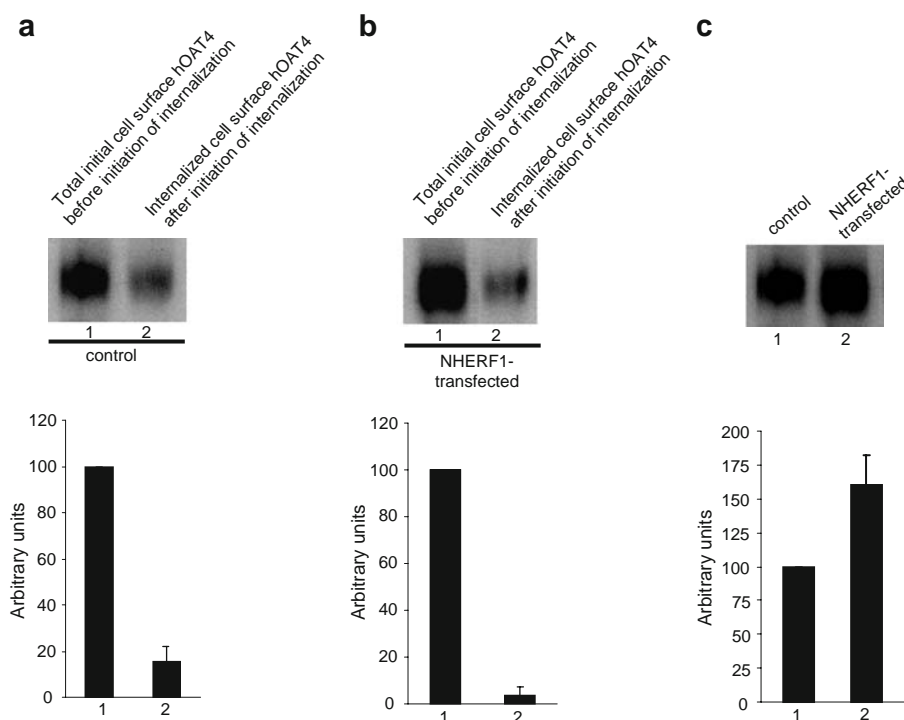 a
Total initial cell surface hOAT4
before initiation of internalization
Internalized cell surface hOAT4
after initiation of internalization
1
2
control
120
100
80
60
40
20
0
Arbitrary units
1
2
b
Total initial cell surface hOAT4
before initiation of internalization
Internalized cell surface hOAT4
after initiation of internalization
1
2
NHERF1-
transfected
120
100
80
60
40
20
0
Arbitrary units
1
2
c
control
NHERF1-
transfected
1
2
200
175
150
125
100
75
50
25
0
Arbitrary units
1
2